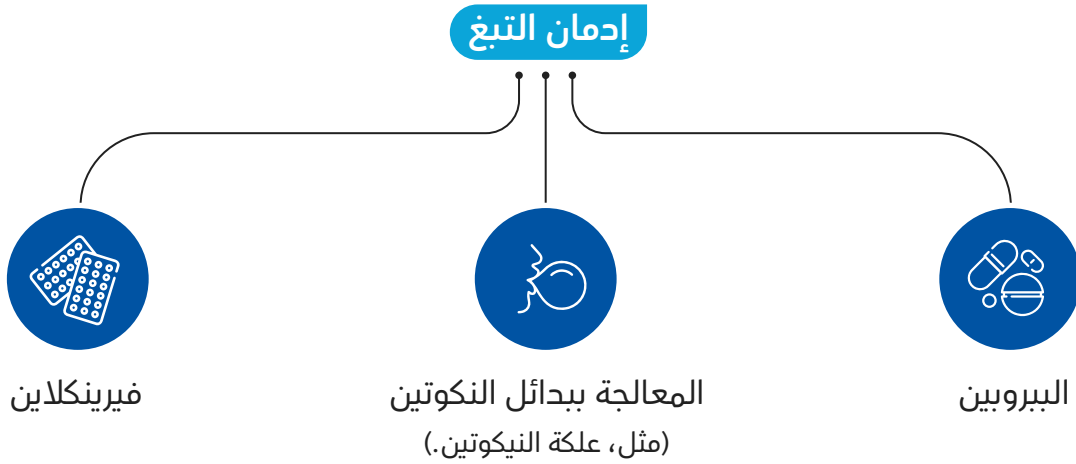 إدمان التبغ
الببروبين
المعالجة ببدائل النكوتين
(مثل، علكة النيكوتين.)
فيرينكلاين